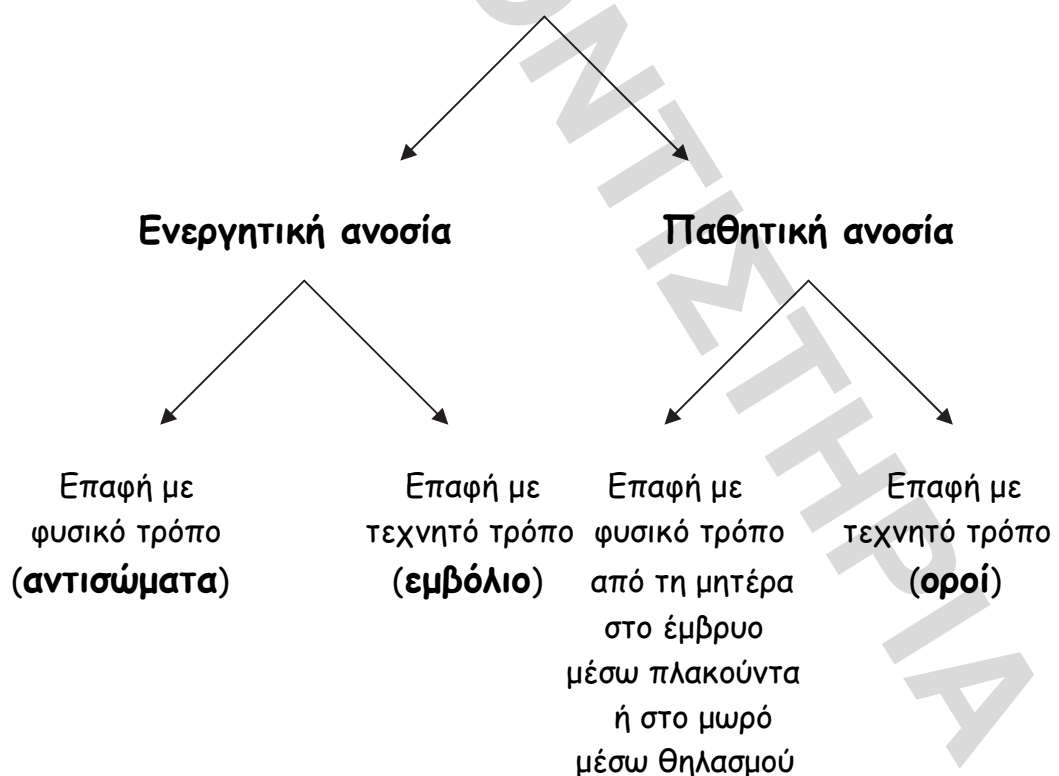 Ενεργητική ανοσία
Παθητική ανοσία
Επαφή με
φυσικό τρόπο
(αντισώματα)
Επαφή με
τεχνητό τρόπο
(εμβόλιο)
Επαφή με
φυσικό τρόπο
από τη μητέρα
στο έμβρυο
μέσω πλακούντα
ή στο μωρό
μέσω θηλασμού
Επαφή με
τεχνητό τρόπο
(οροί)
ΟΝΤΙΣΤΗΡΙΑ